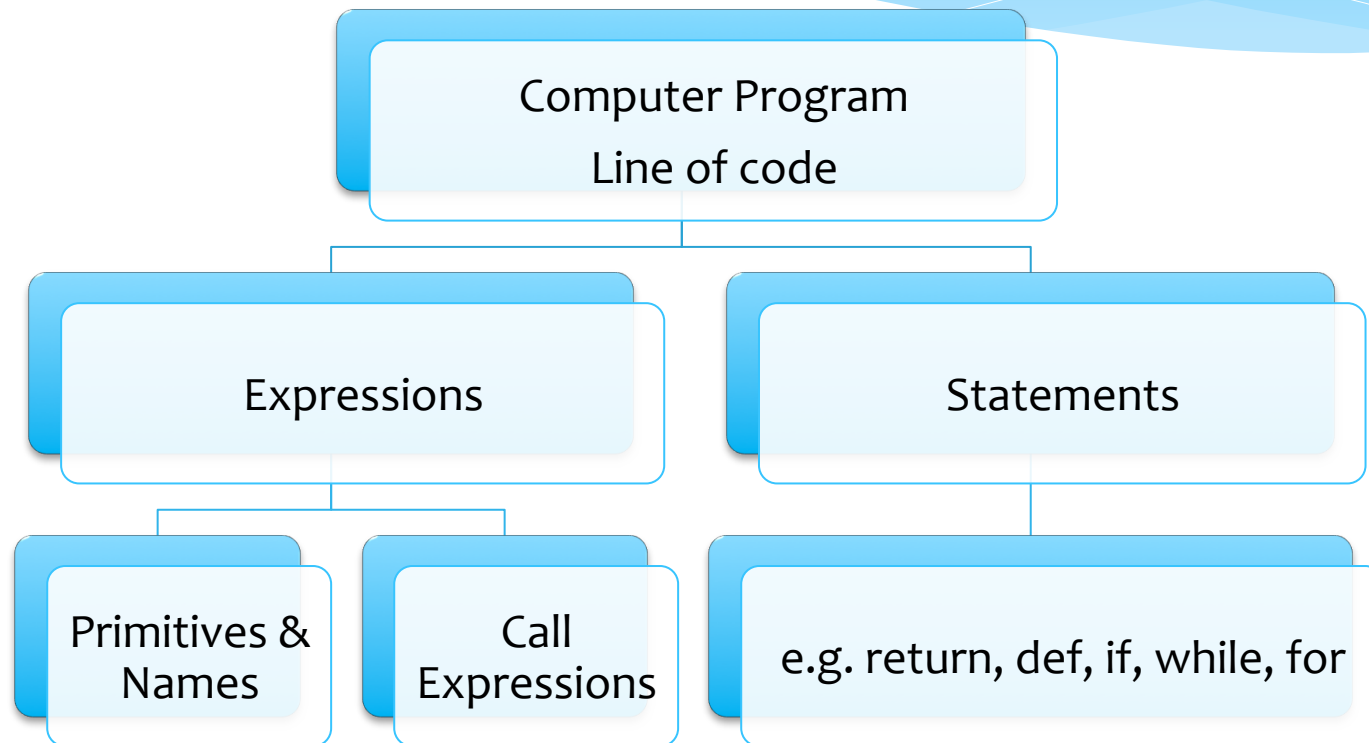 Computer Program
Line of code
Expressions
Statements
Primitives &
Names
Call
Expressions
e.g. return, def, if, while, for